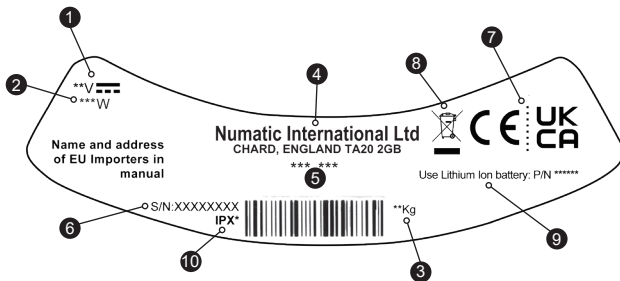 1
7
4
8
2
**V
***W
Numatic International Ltd
CHARD, ENGLAND TA20 2GB
***-***
5
CE
UK
CA
Name and address
of EU Importers in
manual
Use Lithium Ion battery: P/N ******
S/N:XXXXXXXX
IPX*
**Kg
6
10
3
9